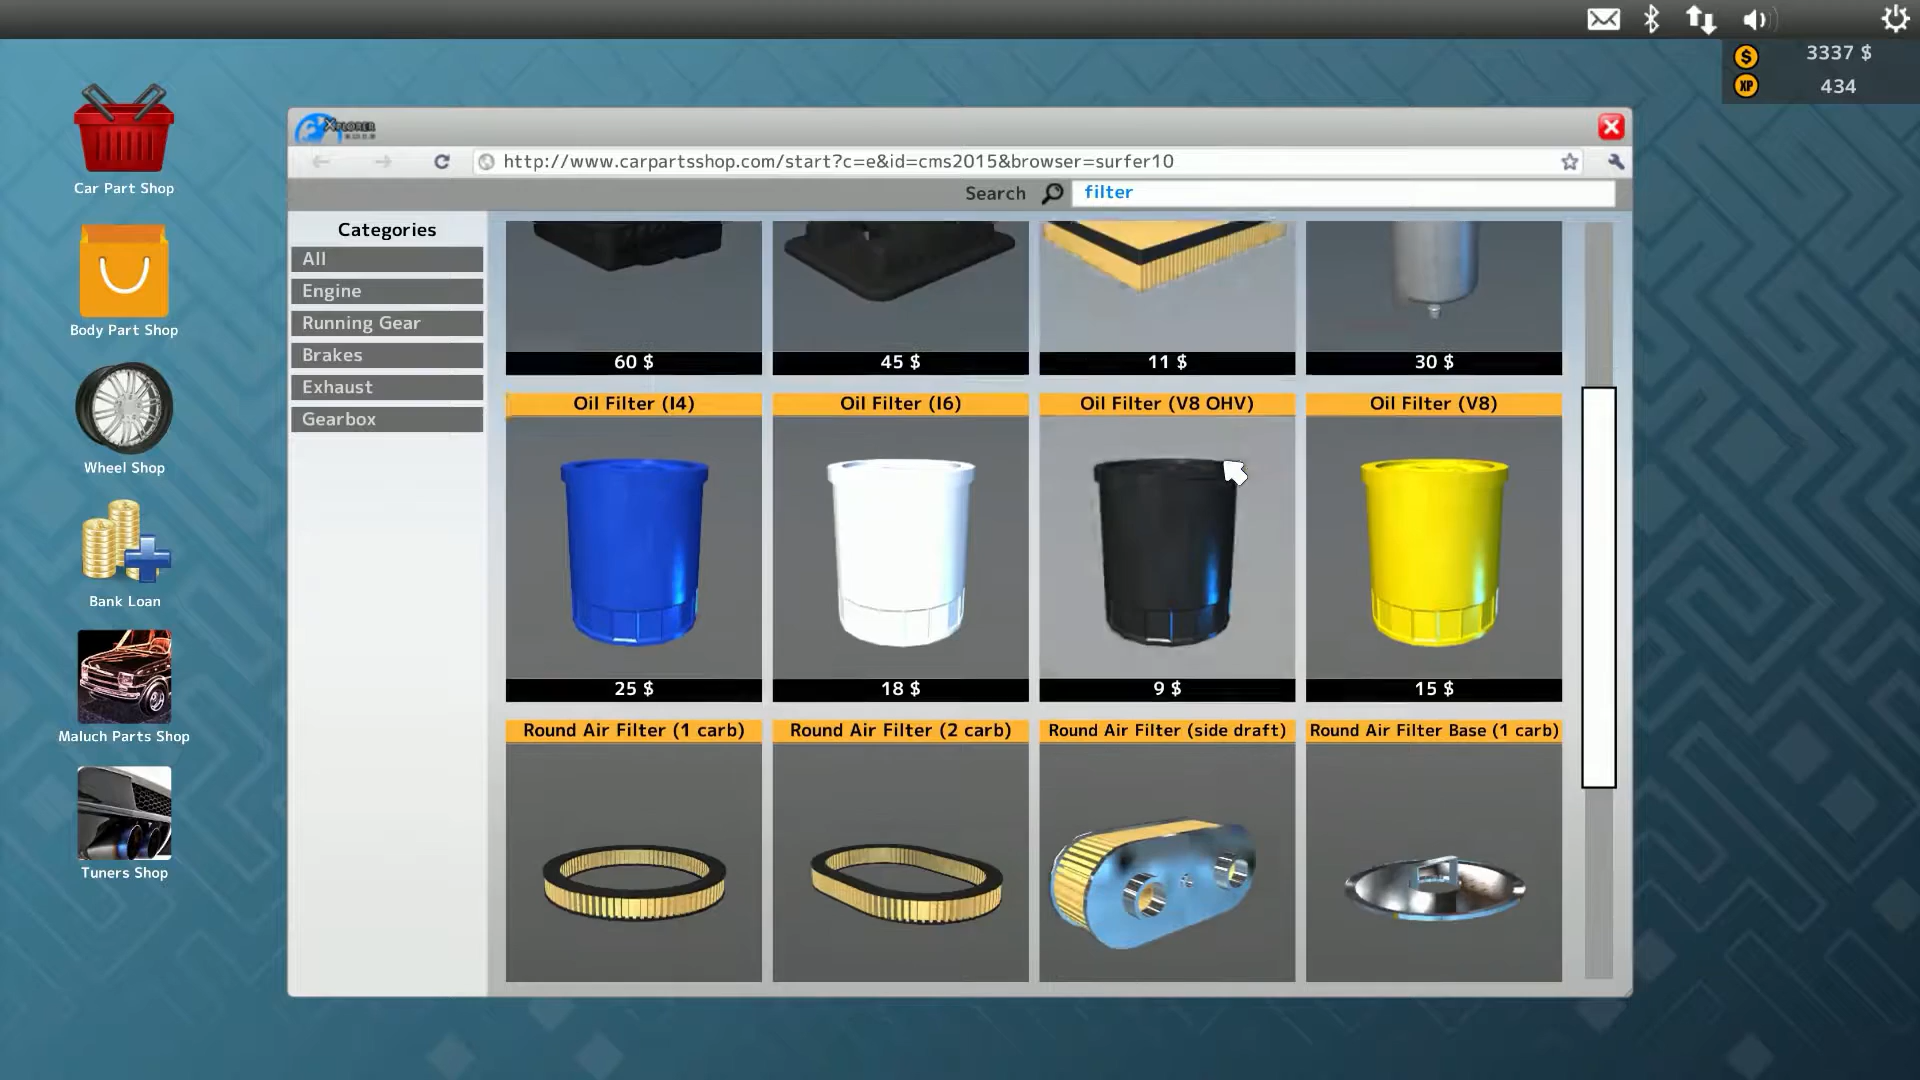 3337 $
434
XPLORER
http://www.carpartsshop.com/start?c=e&id=cms2015&browser=surfer10
Search
filter
Categories
All
Engine
Running Gear
Brakes
Exhaust
Gearbox
Car Part Shop
Body Part Shop
Wheel Shop
Bank Loan
Maluch Parts Shop
Tuners Shop
60 $
45 $
11 $
30 $
Oil Filter (I4)
Oil Filter (I6)
Oil Filter (V8 OHV)
Oil Filter (V8)
25 $
18 $
9 $
15 $
Round Air Filter (1 carb)
Round Air Filter (2 carb)
Round Air Filter (side draft)
Round Air Filter Base (1 carb)
$
XP